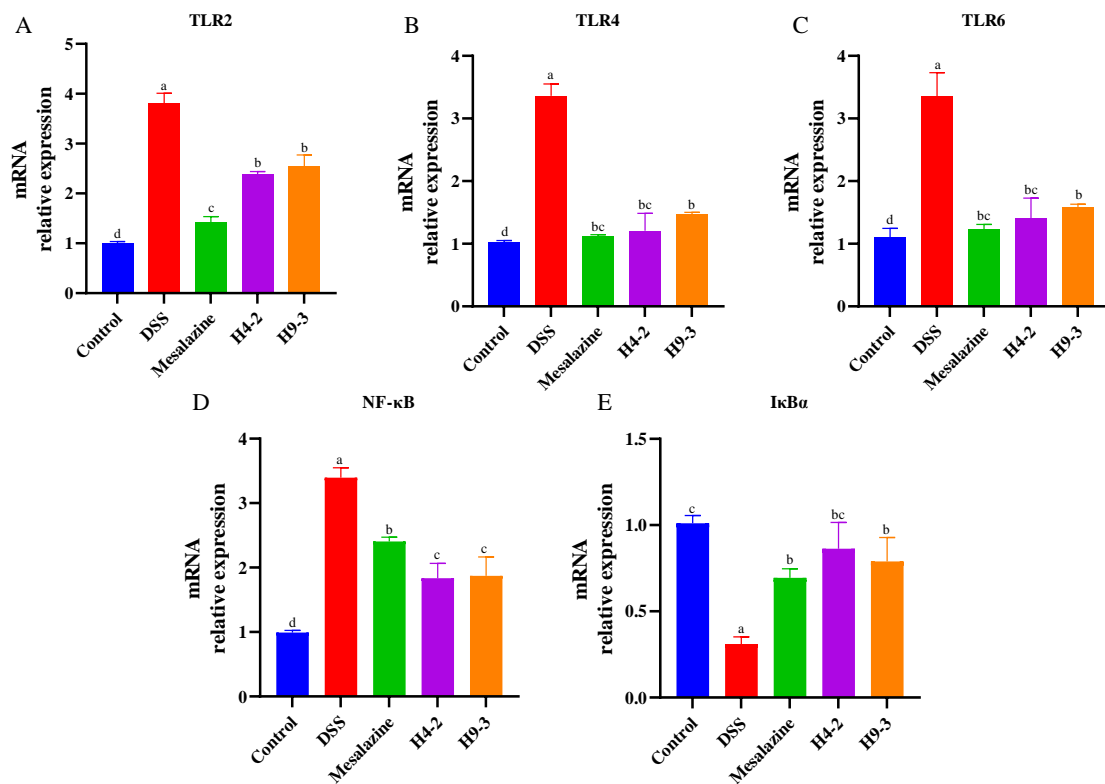 A
TLR2
mRNA
relative expression
5
4
3
2
1
0
d
a
c
b
b
Control
DSS
Mesalazine
H4-2
H9-3
B
TLR4
mRNA
relative expression
4
3
2
1
0
d
a
bc
bc
b
Control
DSS
Mesalazine
H4-2
H9-3
C
TLR6
mRNA
relative expression
4
3
2
1
0
d
a
bc
bc
b
Control
DSS
Mesalazine
H4-2
H9-3
D
NF-κB
mRNA
relative expression
4
3
2
1
0
d
a
b
c
c
Control
DSS
Mesalazine
H4-2
H9-3
E
IκBα
mRNA
relative expression
1.5
1.0
0.5
0.0
c
a
b
bc
b
Control
DSS
Mesalazine
H4-2
H9-3